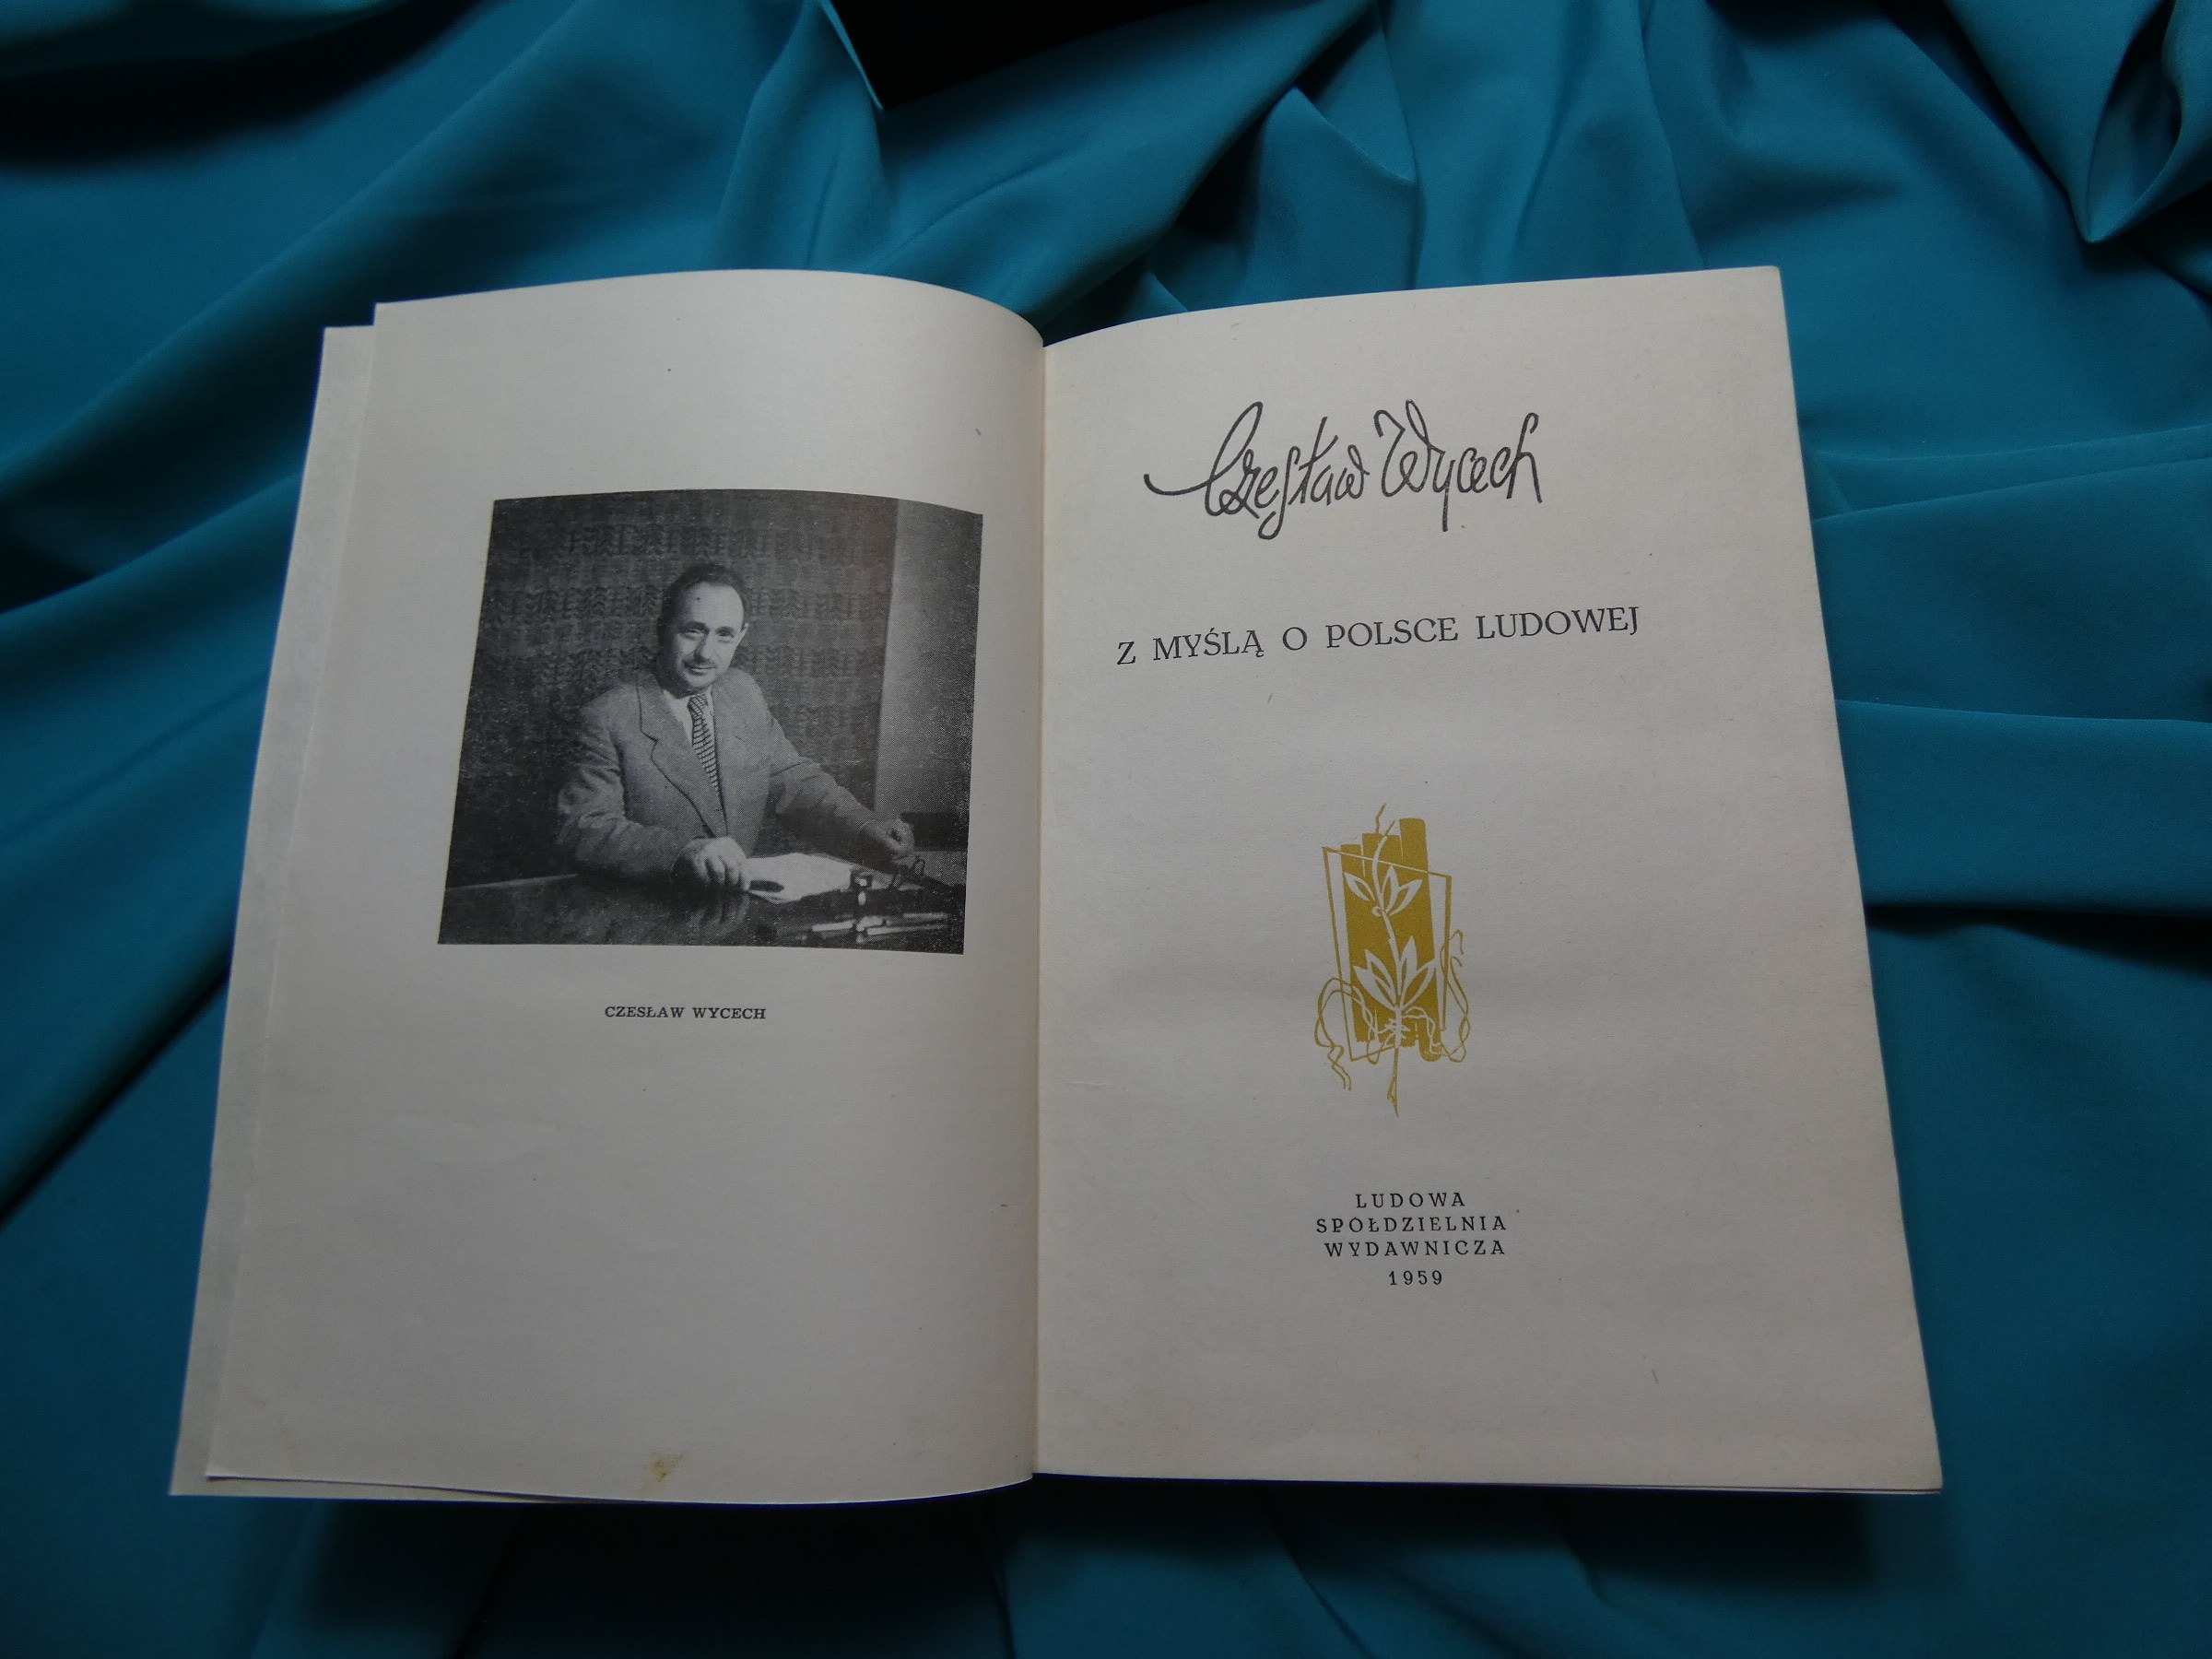 CZESŁAW WYCECH
Czesław Wycech
Z MYŚLĄ O POLSCE LUDOWEJ
LUDOWA
SPÓŁDZIELNIA
WYDAWNICZA
1959